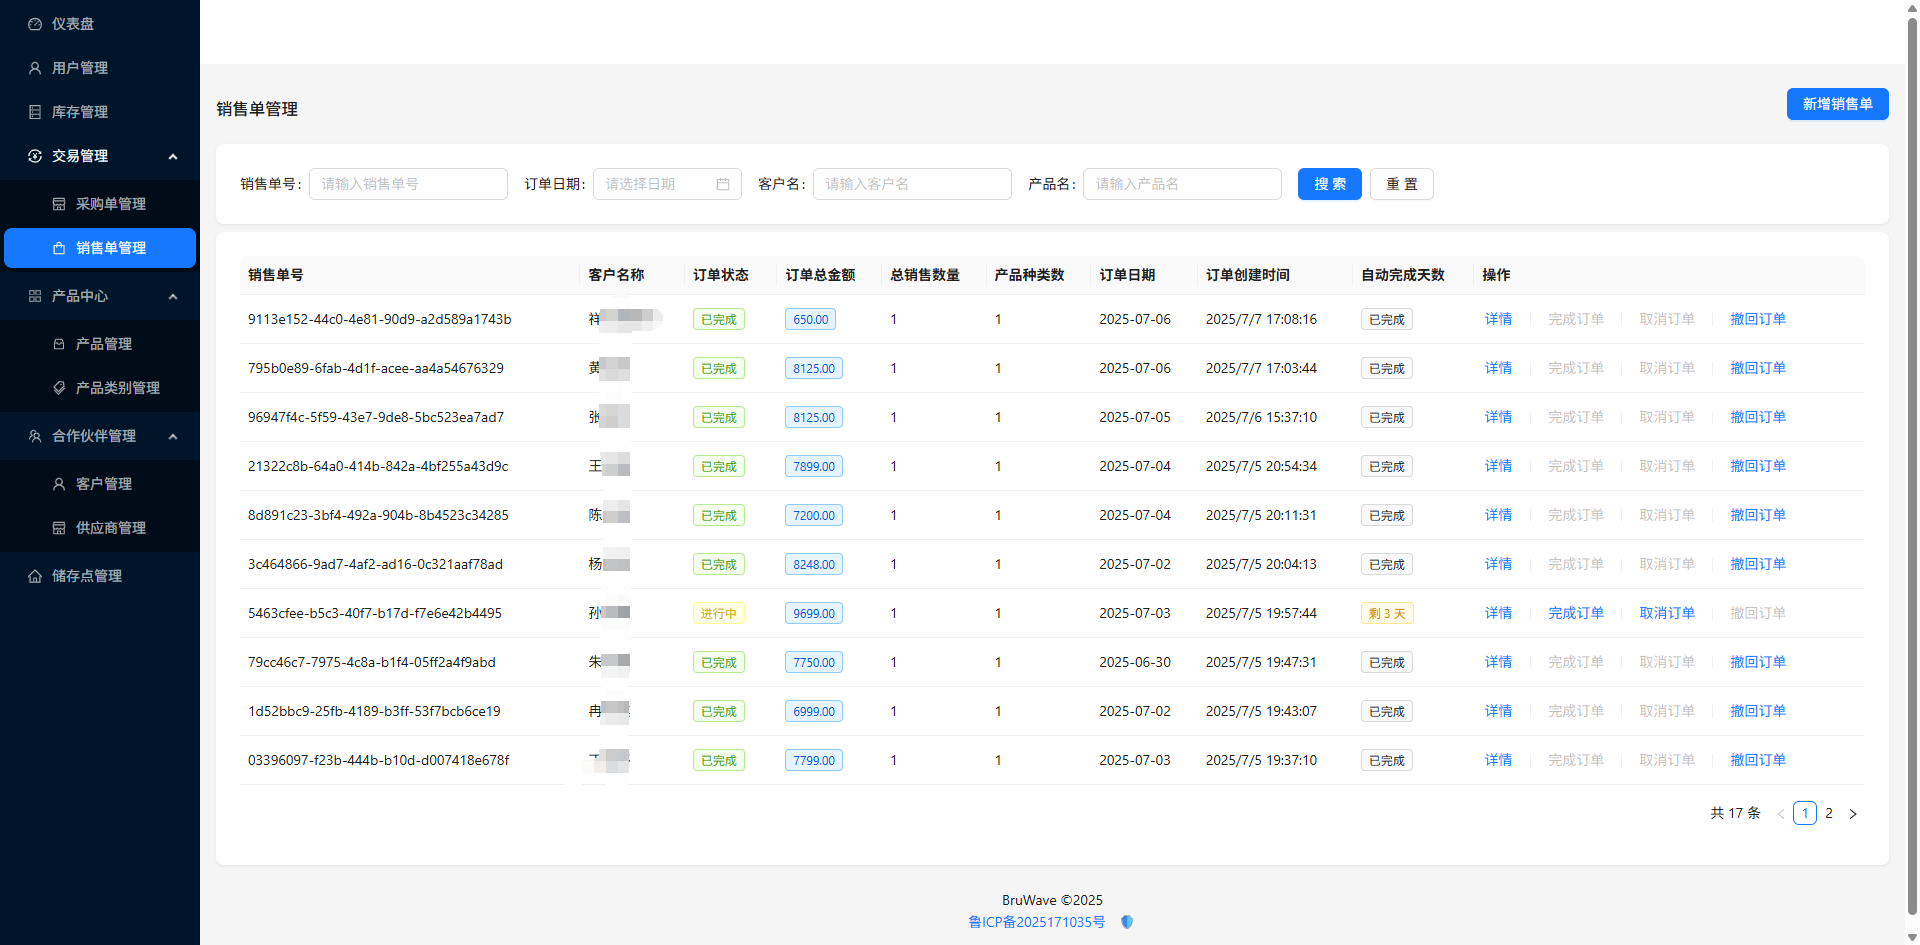 仪表盘
用户管理
库存管理
交易管理
采购单管理
销售单管理
产品中心
产品管理
产品类别管理
合作伙伴管理
客户管理
供应商管理
储存点管理
销售单管理 新增销售单
销售单号: 请输入销售单号 订单日期: 请选择日期 客户名: 请输入客户名 产品名: 请输入产品名 搜 索 重 置
销售单号 客户名称 订单状态 订单总金额 总销售数量 产品种类数 订单日期 订单创建时间 自动完成天数 操作
9113e152-44c0-4e81-90d9-a2d589a1743b 祥 已完成 650.00 1 1 2025-07-06 2025/7/7 17:08:16 已完成 详情 完成订单 取消订单 撤回订单
795b0e89-6fab-4d1f-acee-aa4a54676329 黄 已完成 8125.00 1 1 2025-07-06 2025/7/7 17:03:44 已完成 详情 完成订单 取消订单 撤回订单
96947f4c-5f59-43e7-9de8-5bc523ea7ad7 张 已完成 8125.00 1 1 2025-07-05 2025/7/6 15:37:10 已完成 详情 完成订单 取消订单 撤回订单
21322c8b-64a0-414b-842a-4bf255a43d9c 王 已完成 7899.00 1 1 2025-07-04 2025/7/5 20:54:34 已完成 详情 完成订单 取消订单 撤回订单
8d891c23-3bf4-492a-904b-8b4523c34285 陈 已完成 7200.00 1 1 2025-07-04 2025/7/5 20:11:31 已完成 详情 完成订单 取消订单 撤回订单
3c464866-9ad7-4af2-ad16-0c321aaf78ad 杨 已完成 8248.00 1 1 2025-07-02 2025/7/5 20:04:13 已完成 详情 完成订单 取消订单 撤回订单
5463cfee-b5c3-40f7-b17d-f7e6e42b4495 孙 进行中 9699.00 1 1 2025-07-03 2025/7/5 19:57:44 剩 3 天 详情 完成订单 取消订单 撤回订单
79cc46c7-7975-4c8a-b1f4-05ff2a4f9abd 朱 已完成 7750.00 1 1 2025-06-30 2025/7/5 19:47:31 已完成 详情 完成订单 取消订单 撤回订单
1d52bbc9-25fb-4189-b3ff-53f7bcb6ce19 冉 已完成 6999.00 1 1 2025-07-02 2025/7/5 19:43:07 已完成 详情 完成订单 取消订单 撤回订单
03396097-f23b-444b-b10d-d007418e678f 已完成 7799.00 1 1 2025-07-03 2025/7/5 19:37:10 已完成 详情 完成订单 取消订单 撤回订单
共 17 条 1 2
BruWave ©2025
鲁ICP备2025171035号